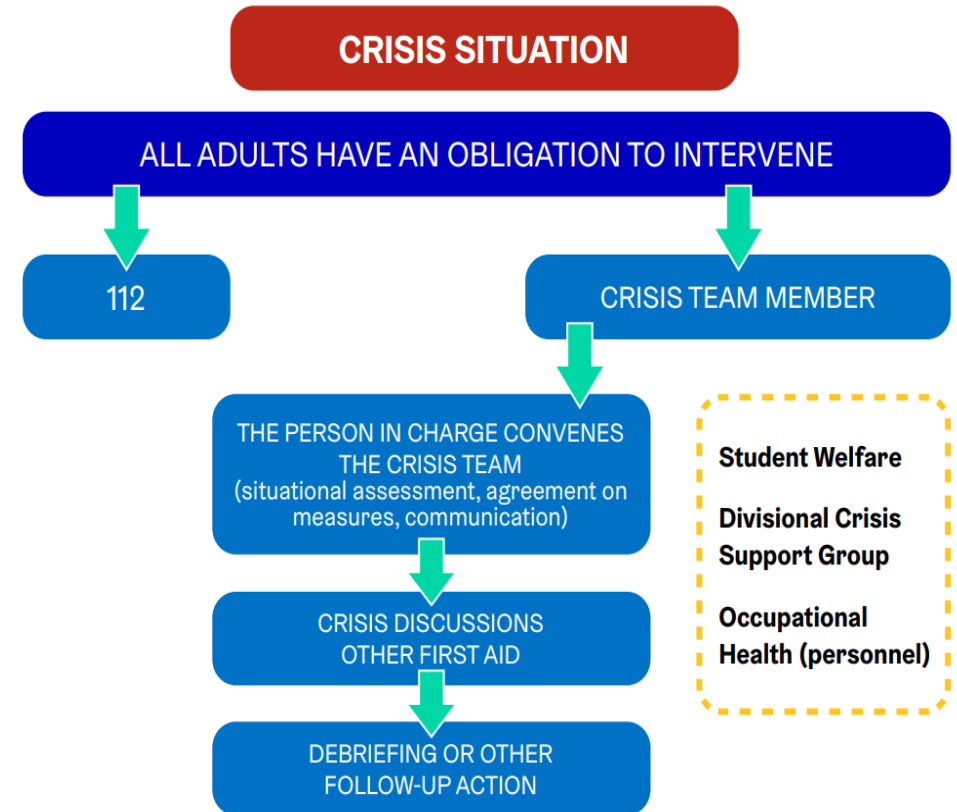 CRISIS SITUATION
ALL ADULTS HAVE AN OBLIGATION TO INTERVENE
112
CRISIS TEAM MEMBER
THE PERSON IN CHARGE CONVENES
THE CRISIS TEAM
(situational assessment, agreement on
measures, communication)
Student Welfare
Divisional Crisis
Support Group
Occupational
Health (personnel)
CRISIS DISCUSSIONS
OTHER FIRST AID
DEBRIEFING OR OTHER
FOLLOW-UP ACTION